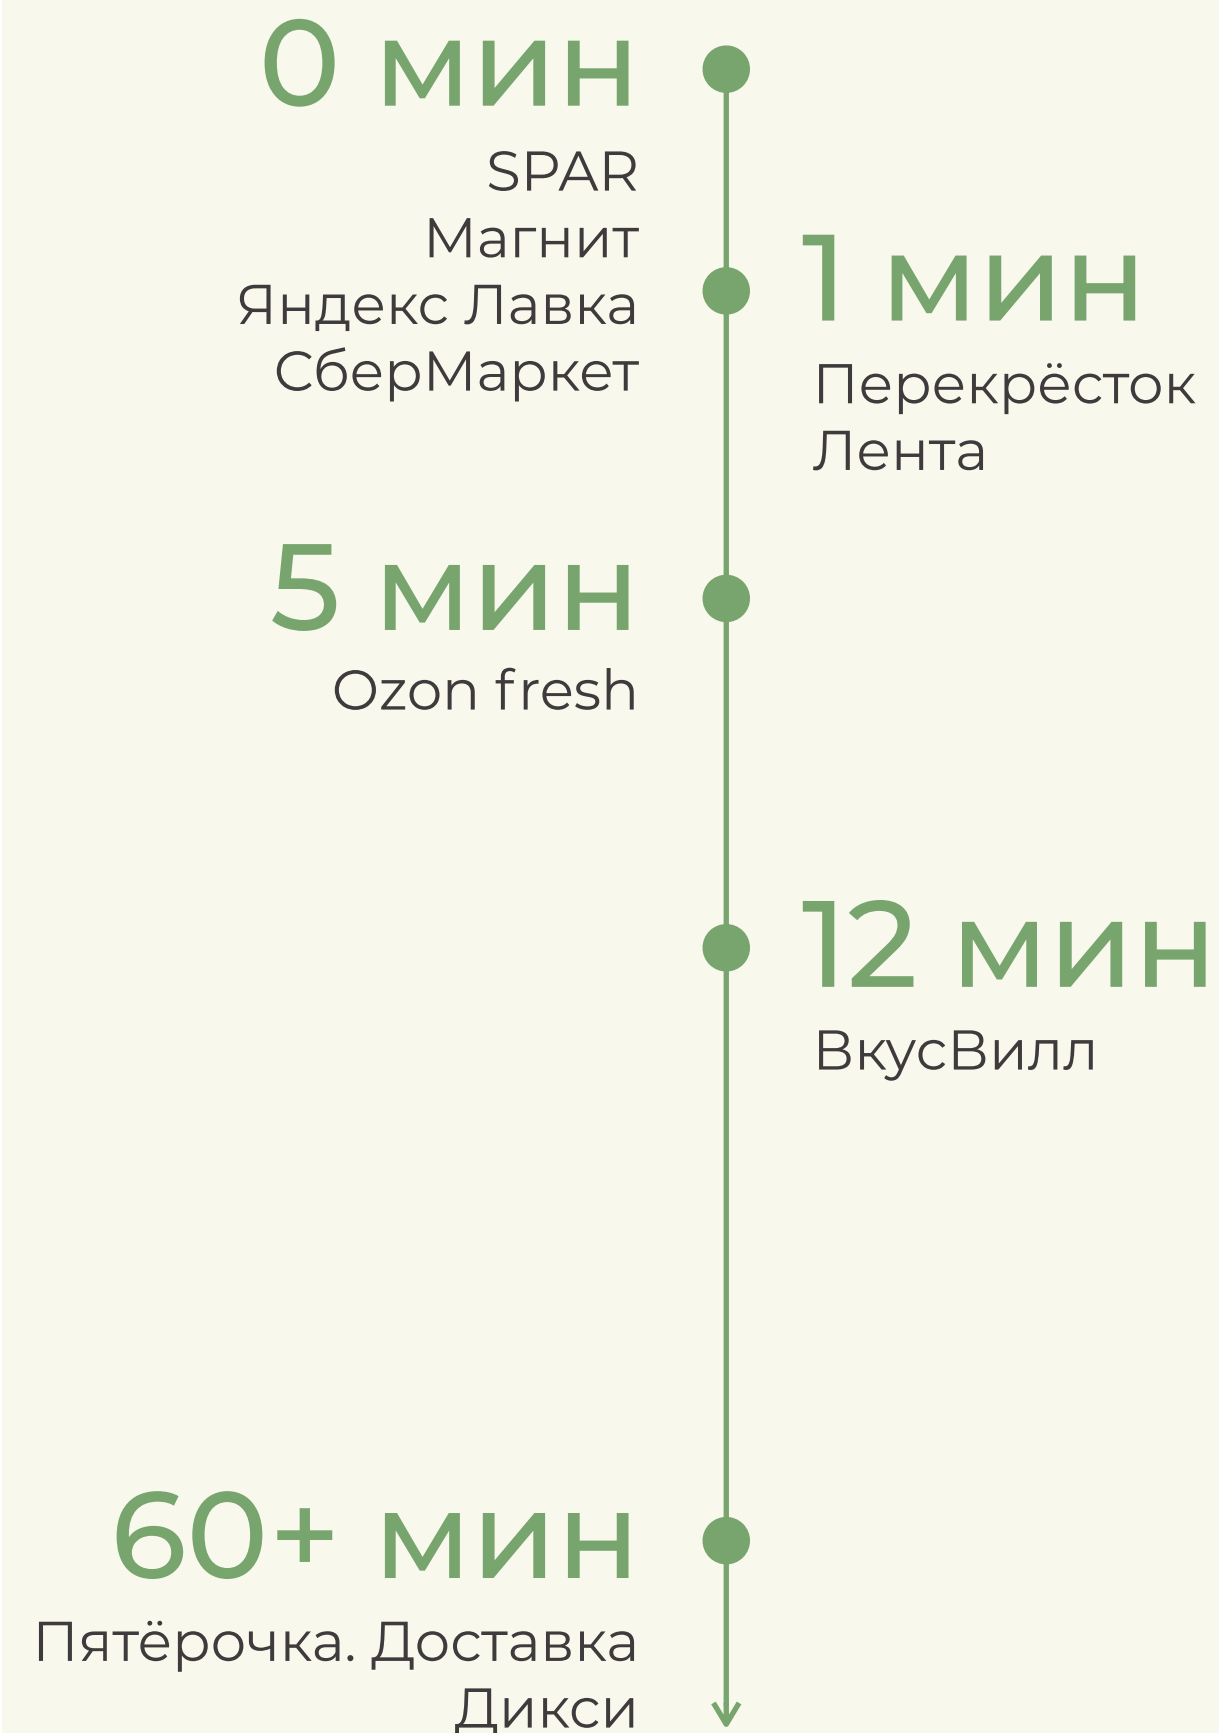 0 мин
SPAR
Магнит
Яндекс Лавка
СберМаркет
1 мин
Перекрёсток
Лента
5 мин
Ozon fresh
12 мин
ВкусВилл
60+ мин
Пятёрочка. Доставка
Дикси